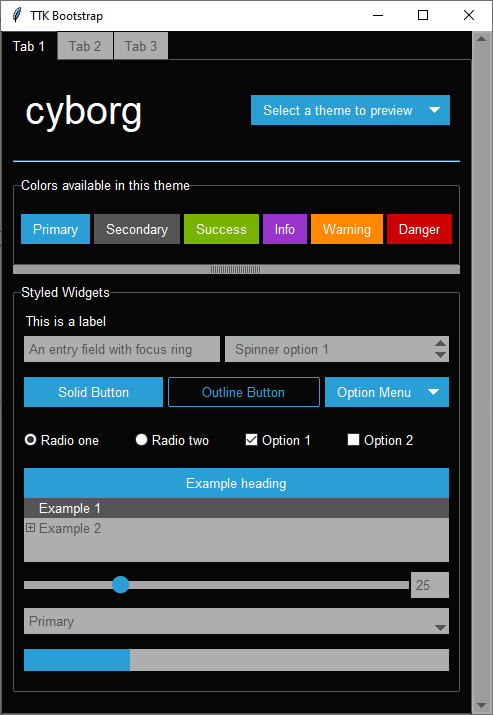 TTK Bootstrap
Tab 1 Tab 2 Tab 3
cyborg
Select a theme to preview
Colors available in this theme
Primary Secondary Success Info Warning Danger
Styled Widgets
This is a label
An entry field with focus ring Spinner option 1
Solid Button Outline Button Option Menu
Radio one Radio two Option 1 Option 2
Example heading
Example 1
Example 2
25
Primary